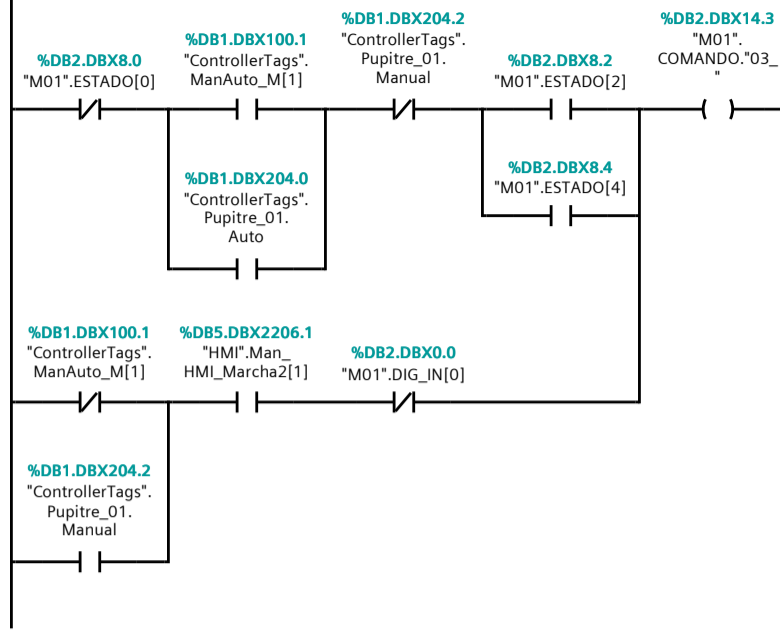 %DB2.DBX8.0
"M01".ESTADO[0]
%DB1.DBX100.1
"ControllerTags".
ManAuto_M[1]
%DB1.DBX204.2
"ControllerTags".
Pupitre_01.
Manual
%DB2.DBX8.2
"M01".ESTADO[2]
%DB2.DBX14.3
"M01".
COMANDO."03_
"
%DB1.DBX204.0
"ControllerTags".
Pupitre_01.
Auto
%DB2.DBX8.4
"M01".ESTADO[4]
%DB1.DBX100.1
"ControllerTags".
ManAuto_M[1]
%DB5.DBX2206.1
"HMI".Man_
HMI_Marcha2[1]
%DB2.DBX0.0
"M01".DIG_IN[0]
%DB1.DBX204.2
"ControllerTags".
Pupitre_01.
Manual